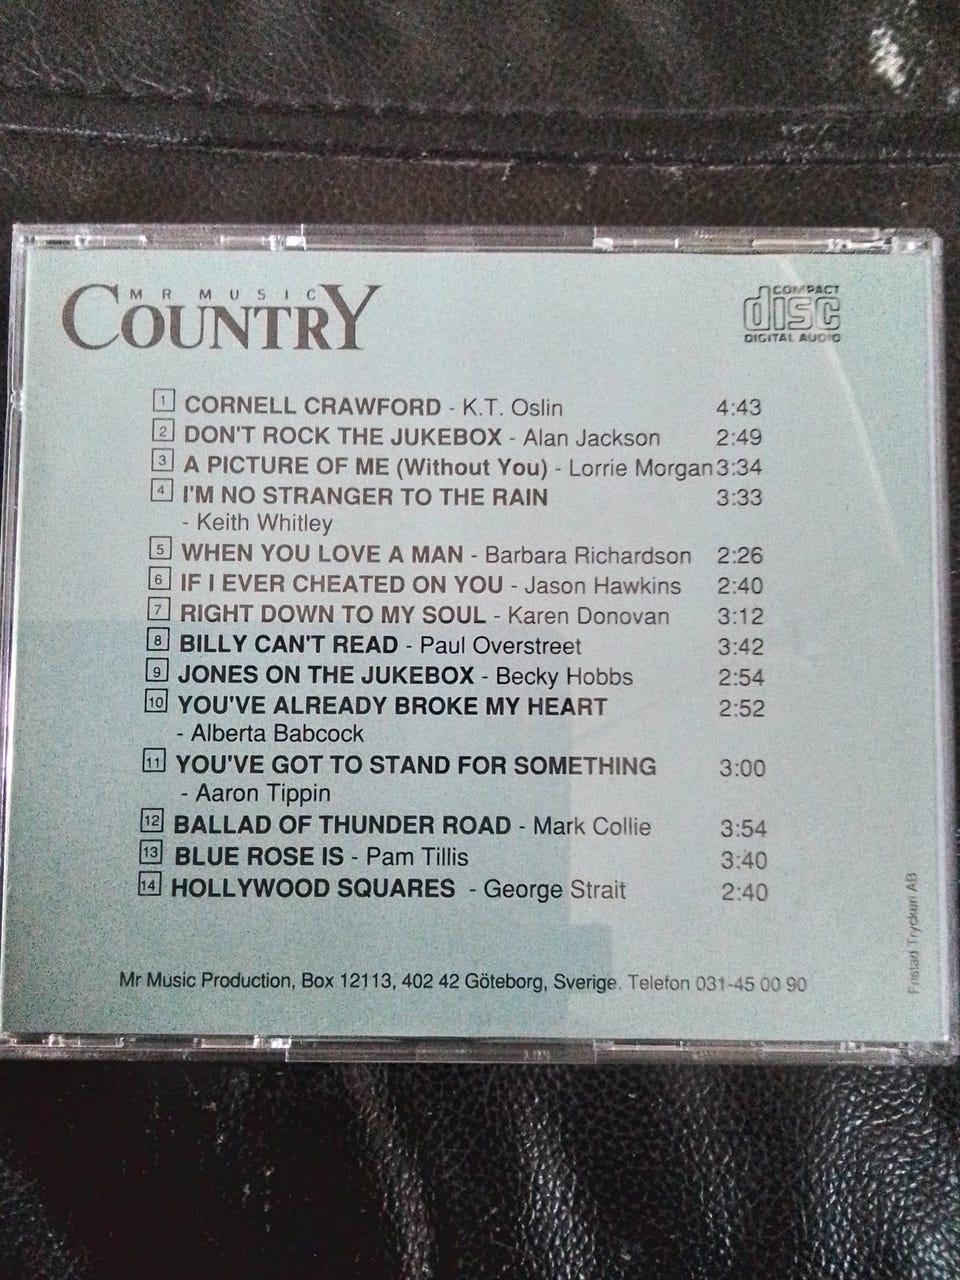 MR MUSIC
COUNTRY
COMPACT
disc
DIGITAL AUDIO
1 CORNELL CRAWFORD - K.T. Oslin 4:43
2 DON'T ROCK THE JUKEBOX - Alan Jackson 2:49
3 A PICTURE OF ME (Without You) - Lorrie Morgan 3:34
4 I'M NO STRANGER TO THE RAIN 3:33
- Keith Whitley
5 WHEN YOU LOVE A MAN - Barbara Richardson 2:26
6 IF I EVER CHEATED ON YOU - Jason Hawkins 2:40
7 RIGHT DOWN TO MY SOUL - Karen Donovan 3:12
8 BILLY CAN'T READ - Paul Overstreet 3:42
9 JONES ON THE JUKEBOX - Becky Hobbs 2:54
10 YOU'VE ALREADY BROKE MY HEART 2:52
- Alberta Babcock
11 YOU'VE GOT TO STAND FOR SOMETHING 3:00
- Aaron Tippin
12 BALLAD OF THUNDER ROAD - Mark Collie 3:54
13 BLUE ROSE IS - Pam Tillis 3:40
14 HOLLYWOOD SQUARES - George Strait 2:40
Mr Music Production, Box 12113, 402 42 Göteborg, Sverige. Telefon 031-45 00 90
Fristad Tryckeri AB